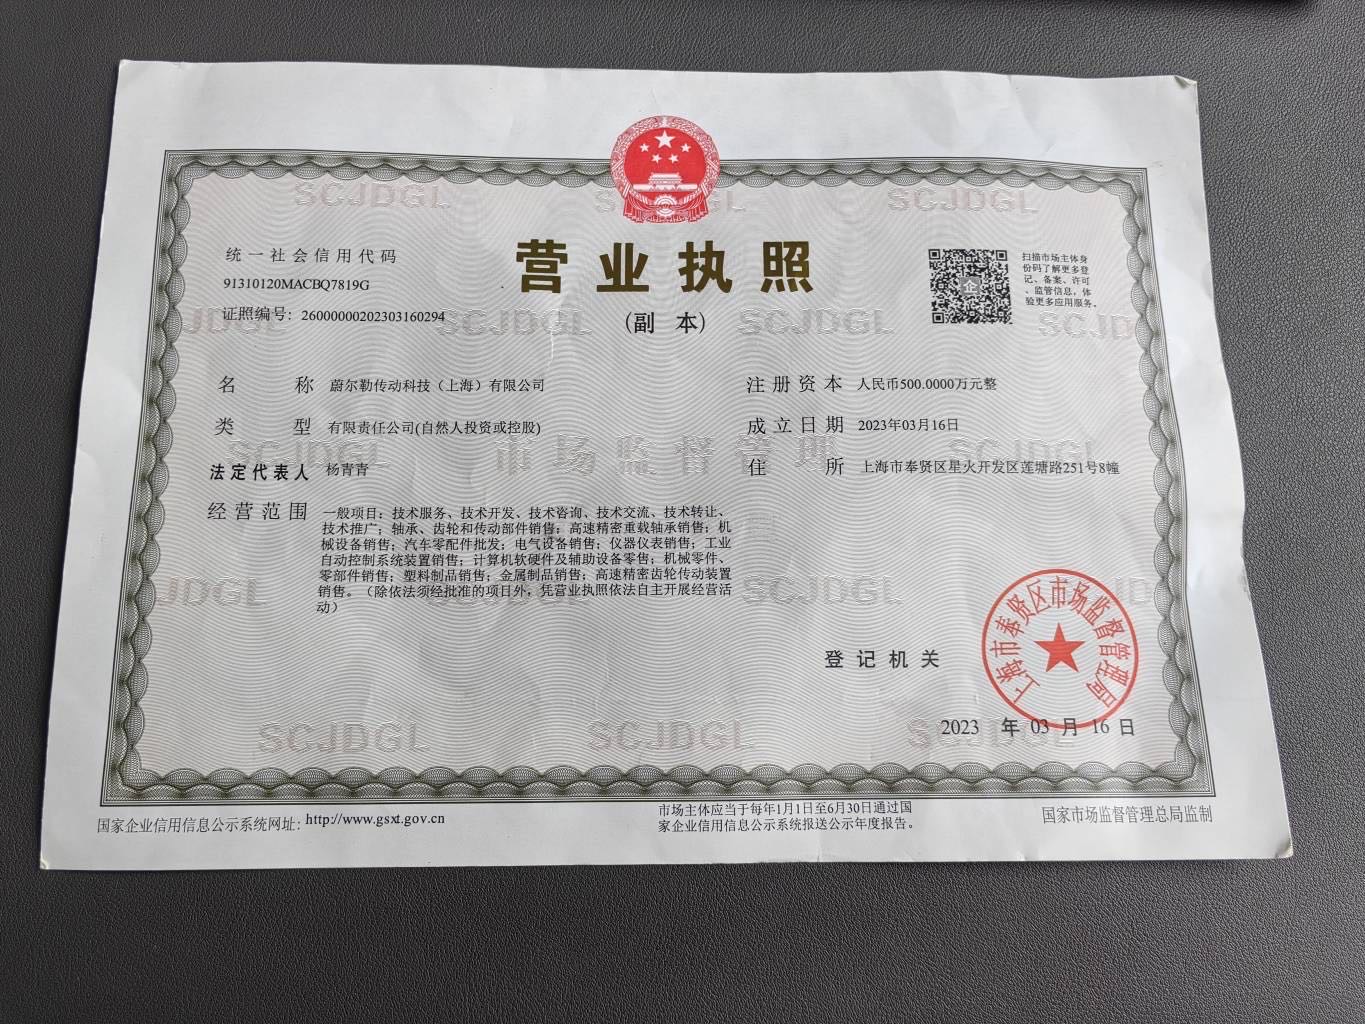 营业执照
（副 本）
统一社会信用代码
91310120MACBQ7819G
证照编号：26000000202303160294
扫描市场主体身
份码了解更多登
记、备案、许可
、监管信息，体
验更多应用服务。
名 称 蔚尔勒传动科技（上海）有限公司
类 型 有限责任公司(自然人投资或控股)
法定代表人 杨青青
经营范围 一般项目：技术服务、技术开发、技术咨询、技术交流、技术转让、
技术推广；轴承、齿轮和传动部件销售；高速精密重载轴承销售；机
械设备销售；汽车零配件批发；电气设备销售；仪器仪表销售；工业
自动控制系统装置销售；计算机软硬件及辅助设备零售；机械零件、
零部件销售；塑料制品销售；金属制品销售；高速精密齿轮传动装置
销售。（除依法须经批准的项目外，凭营业执照依法自主开展经营活
动）
注册资本 人民币500.0000万元整
成立日期 2023年03月16日
住 所 上海市奉贤区星火开发区莲塘路251号8幢
登记机关
上海市奉贤区市场监督管理局
2023 年 03 月 16 日
国家企业信用信息公示系统网址：http://www.gsxt.gov.cn
市场主体应当于每年1月1日至6月30日通过国
家企业信用信息公示系统报送公示年度报告。
国家市场监督管理总局监制
SCJDGL
市场监督管理